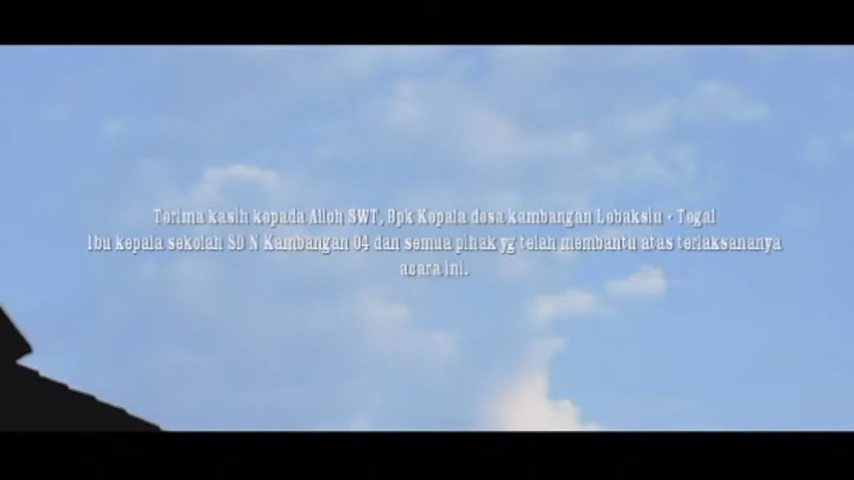 Terima kasih kepada Alloh SWT, Bpk Kepala desa kambangan Lebaksiu - Tegal
Ibu kepala sekolah SD N Kambangan 04 dan semua pihak yg telah membantu atas terlaksananya
acara ini.